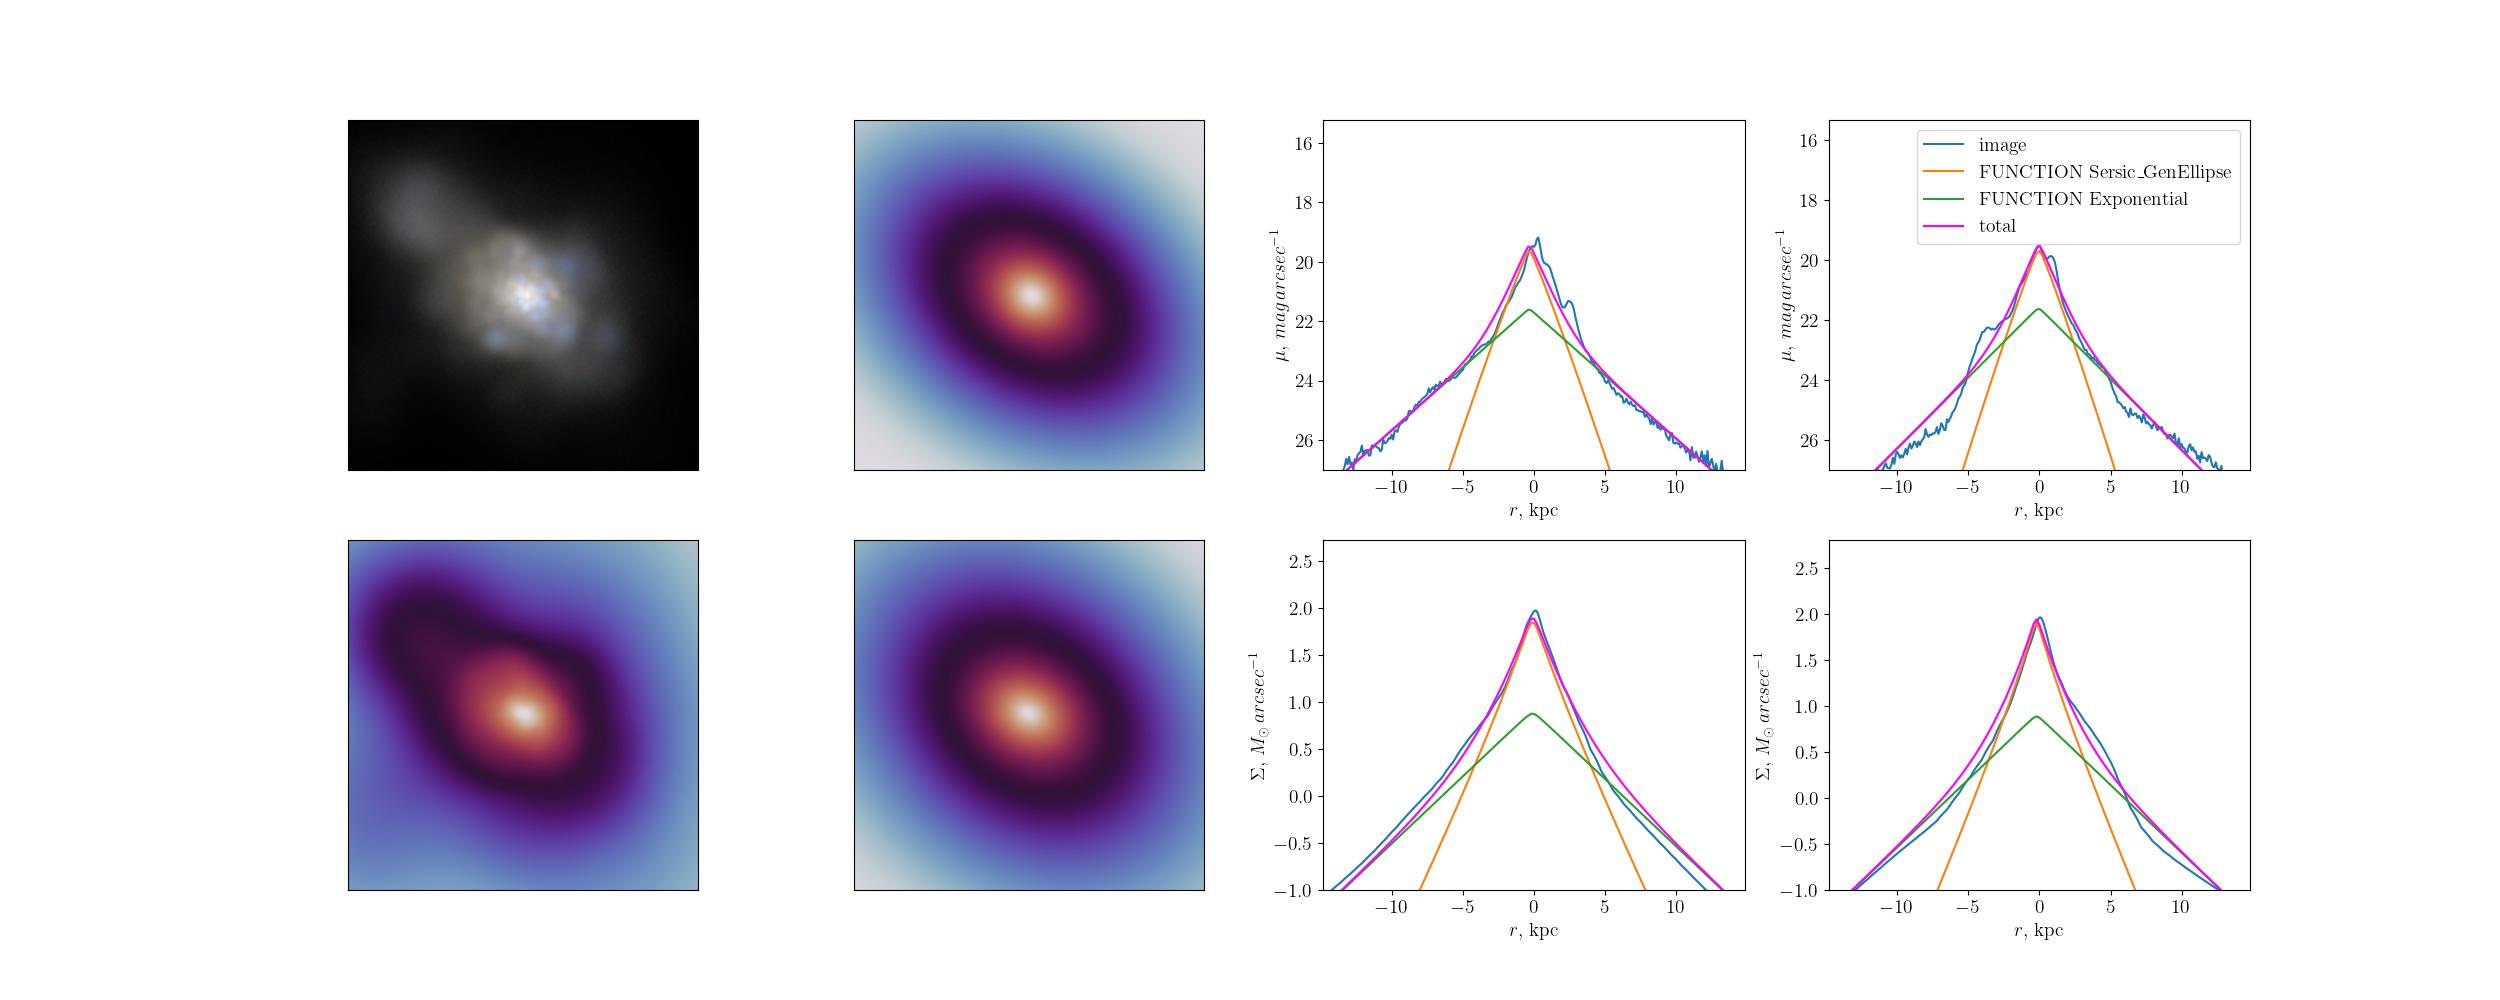 16
18
20
22
24
26
μ, mag arcsec⁻¹
−10 −5 0 5 10
r, kpc
16
18
20
22
24
26
μ, mag arcsec⁻¹
−10 −5 0 5 10
r, kpc
image
FUNCTION Sersic_GenEllipse
FUNCTION Exponential
total
2.5
2.0
1.5
1.0
0.5
0.0
−0.5
−1.0
Σ, M⊙ arcsec⁻¹
−10 −5 0 5 10
r, kpc
2.5
2.0
1.5
1.0
0.5
0.0
−0.5
−1.0
Σ, M⊙ arcsec⁻¹
−10 −5 0 5 10
r, kpc